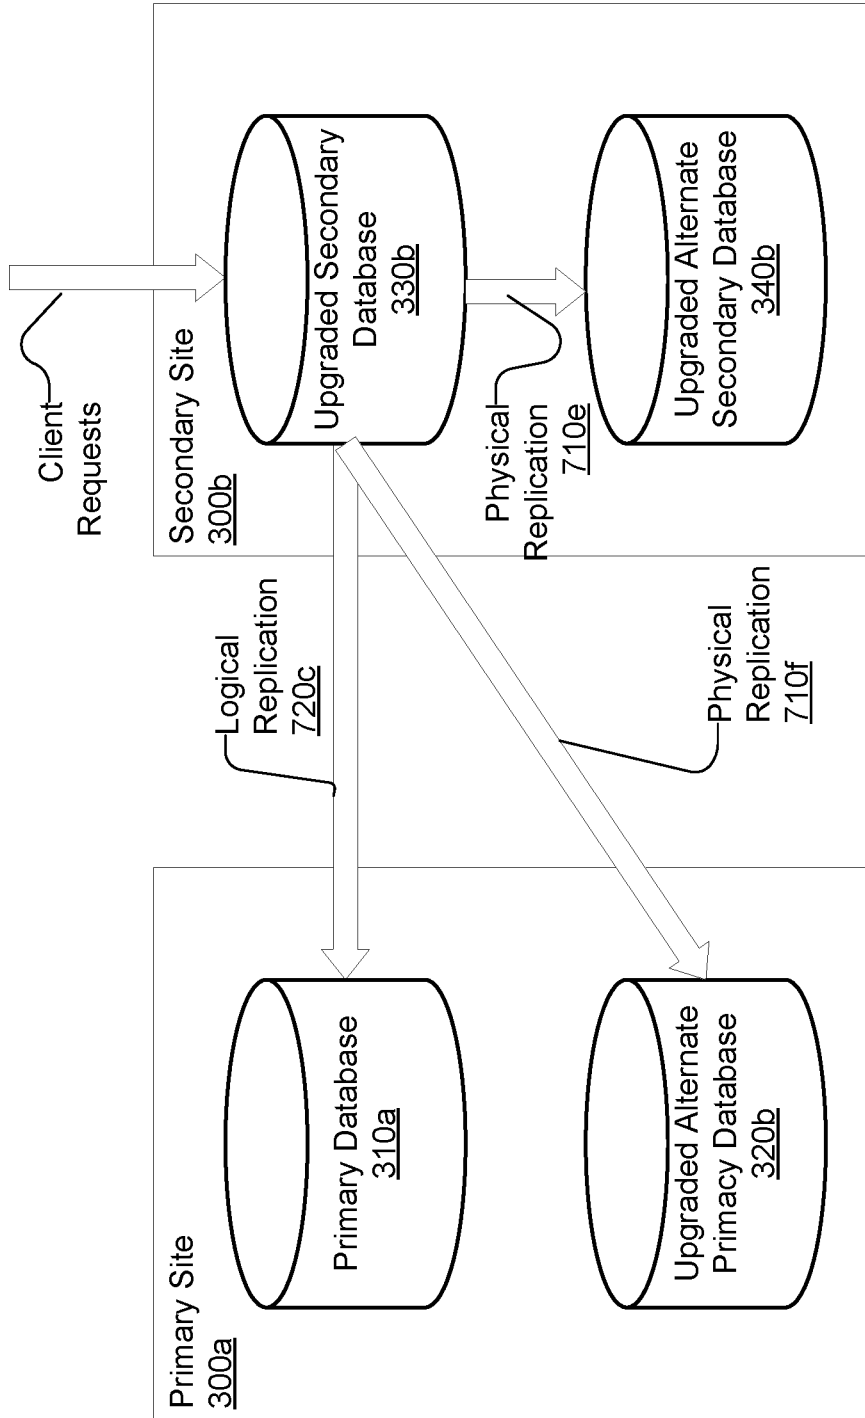 Client
Requests
Primary Site
300a
Secondary Site
300b
Primary Database
310a
Logical
Replication
720c
Upgraded Secondary
Database
330b
Upgraded Alternate
Primacy Database
320b
Physical
Replication
710f
Physical
Replication
710e
Upgraded Alternate
Secondary Database
340b